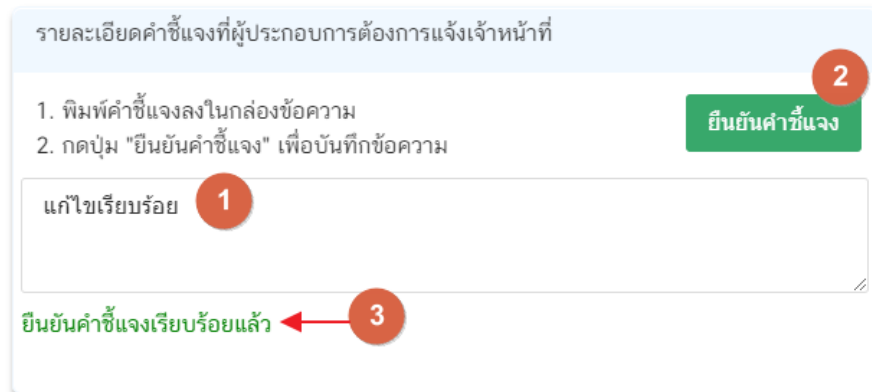 รายละเอียดคำชี้แจงที่ผู้ประกอบการต้องการแจ้งเจ้าหน้าที่
2
1. พิมพ์คำชี้แจงลงในกล่องข้อความ
ยืนยันคำชี้แจง
2. กดปุ่ม "ยืนยันคำชี้แจง" เพื่อบันทึกข้อความ
แก้ไขเรียบร้อย 1
ยืนยันคำชี้แจงเรียบร้อยแล้ว 3